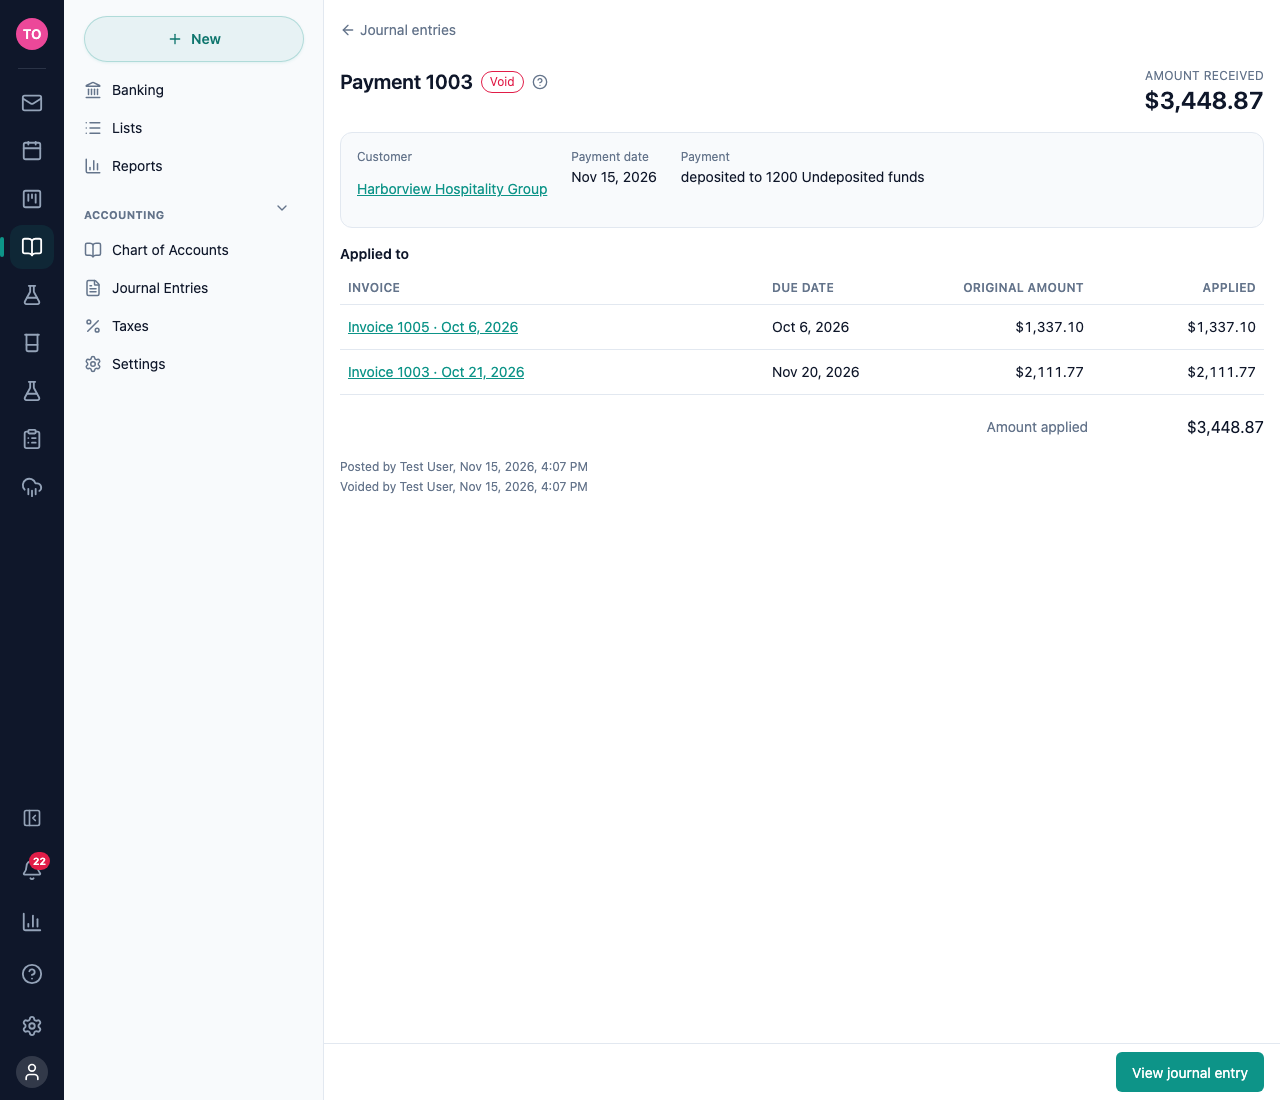 TO
New
Banking
Lists
Reports
ACCOUNTING
Chart of Accounts
Journal Entries
Taxes
Settings
22
Journal entries
Payment 1003 Void
AMOUNT RECEIVED
$3,448.87
Customer
Harborview Hospitality Group
Payment date
Nov 15, 2026
Payment
deposited to 1200 Undeposited funds
Applied to
INVOICE DUE DATE ORIGINAL AMOUNT APPLIED
Invoice 1005 · Oct 6, 2026 Oct 6, 2026 $1,337.10 $1,337.10
Invoice 1003 · Oct 21, 2026 Nov 20, 2026 $2,111.77 $2,111.77
Amount applied $3,448.87
Posted by Test User, Nov 15, 2026, 4:07 PM
Voided by Test User, Nov 15, 2026, 4:07 PM
View journal entry